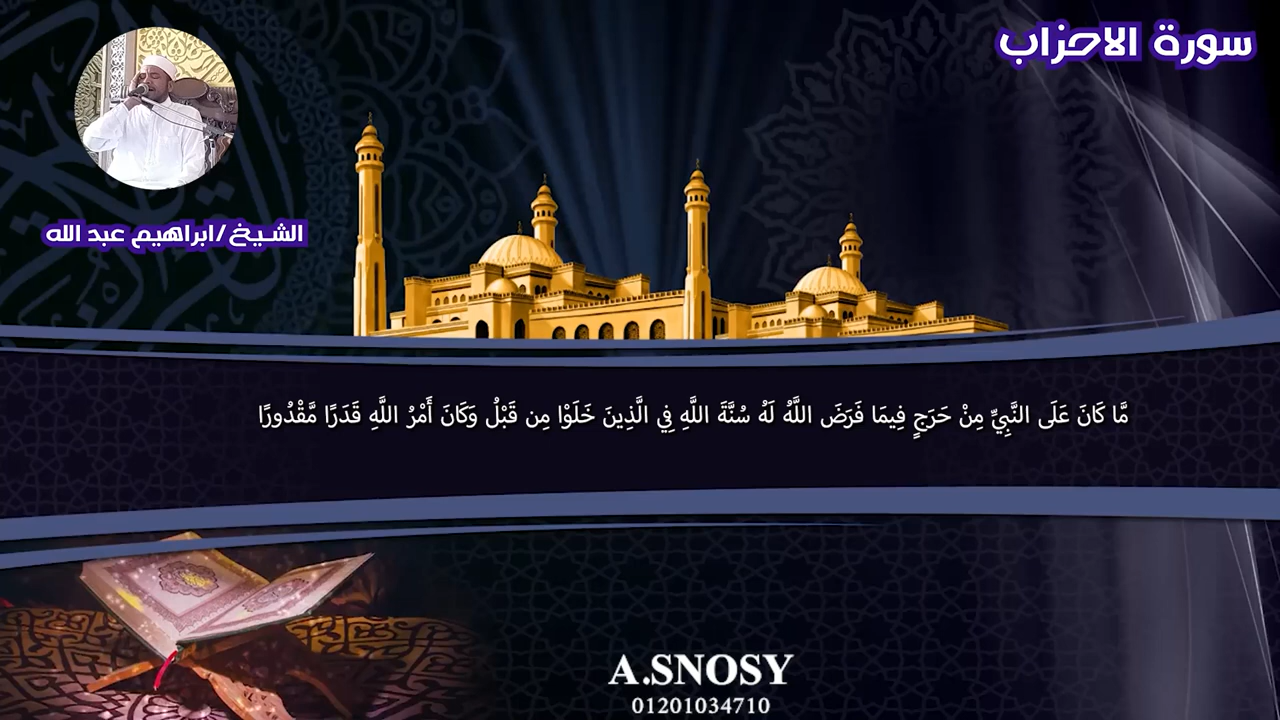 سورة الاحزاب
الشيخ/ابراهيم عبد الله
مَّا كَانَ عَلَى النَّبِيِّ مِنْ حَرَجٍ فِيمَا فَرَضَ اللَّهُ لَهُ سُنَّةَ اللَّهِ فِي الَّذِينَ خَلَوْا مِن قَبْلُ وَكَانَ أَمْرُ اللَّهِ قَدَرًا مَّقْدُورًا
A.SNOSY
01201034710